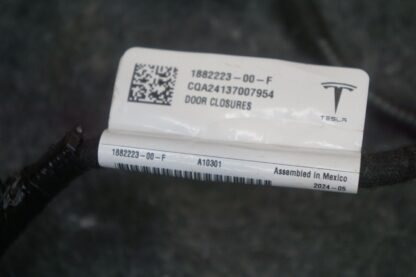 1882223-00-F
CQA24137007954
DOOR CLOSURES
TESLA
1882223-00-F
A10301
Assembled in Mexico
2024-05